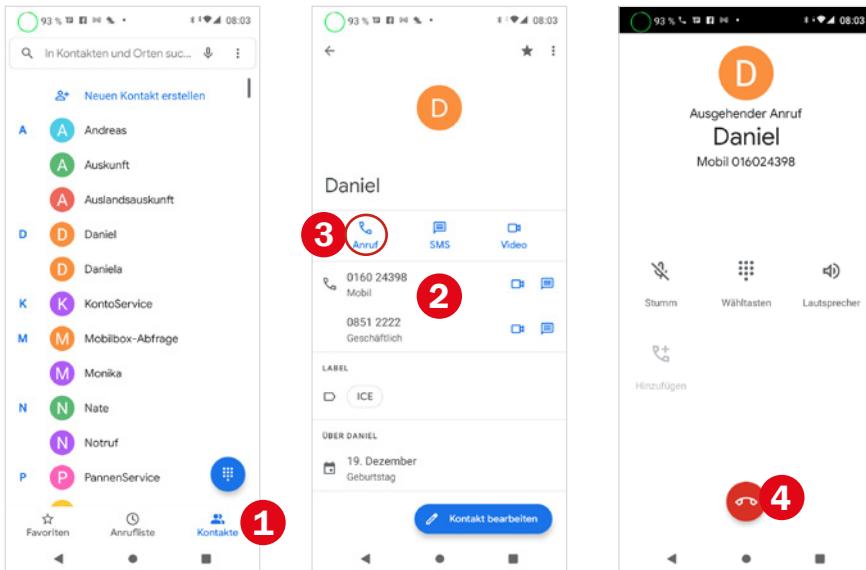 93 % 08:03
In Kontakten und Orten suc...
Neuen Kontakt erstellen
A A Andreas
A Auskunft
A Auslandsauskunft
D D Daniel
D Daniela
K K KontoService
M M Mobilbox-Abfrage
M Monika
N N Nate
N Notruf
P P PannenService
Favoriten Anrufliste Kontakte 1
93 % 08:03
D
Daniel
3 Anruf SMS Video
0160 24398
Mobil
2
0851 2222
Geschäftlich
LABEL
ICE
ÜBER DANIEL
19. Dezember
Geburtstag
Kontakt bearbeiten
93 % 08:03
D
Ausgehender Anruf
Daniel
Mobil 016024398
Stumm Wähltasten Lautsprecher
Hinzufügen
4